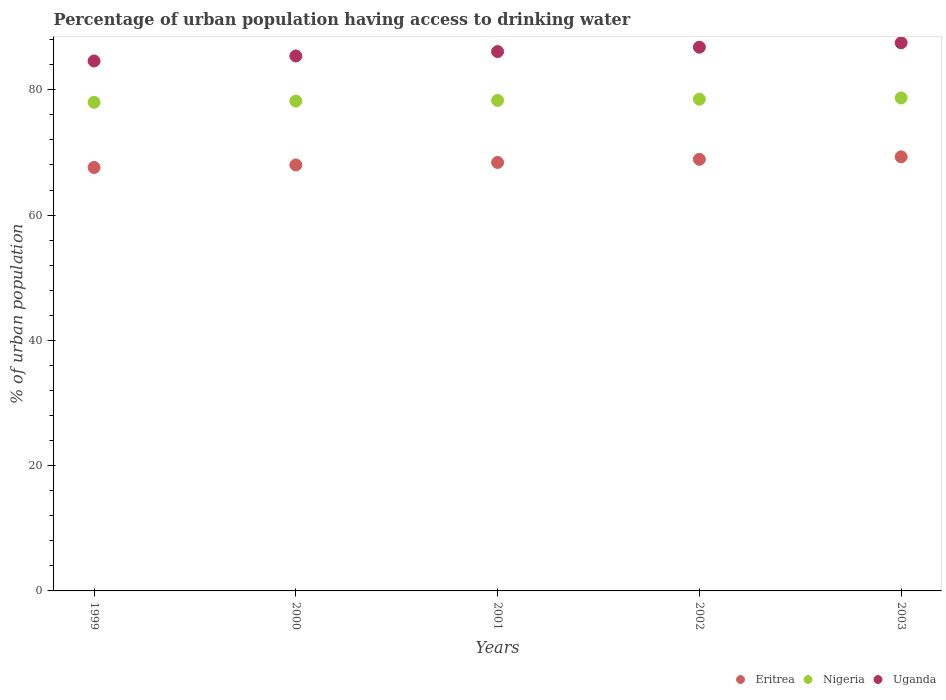 Percentage of urban population having access to drinking water
% of urban population
80
60
40
20
0
1999
2000
2001
2002
2003
Years
Eritrea
Nigeria
Uganda